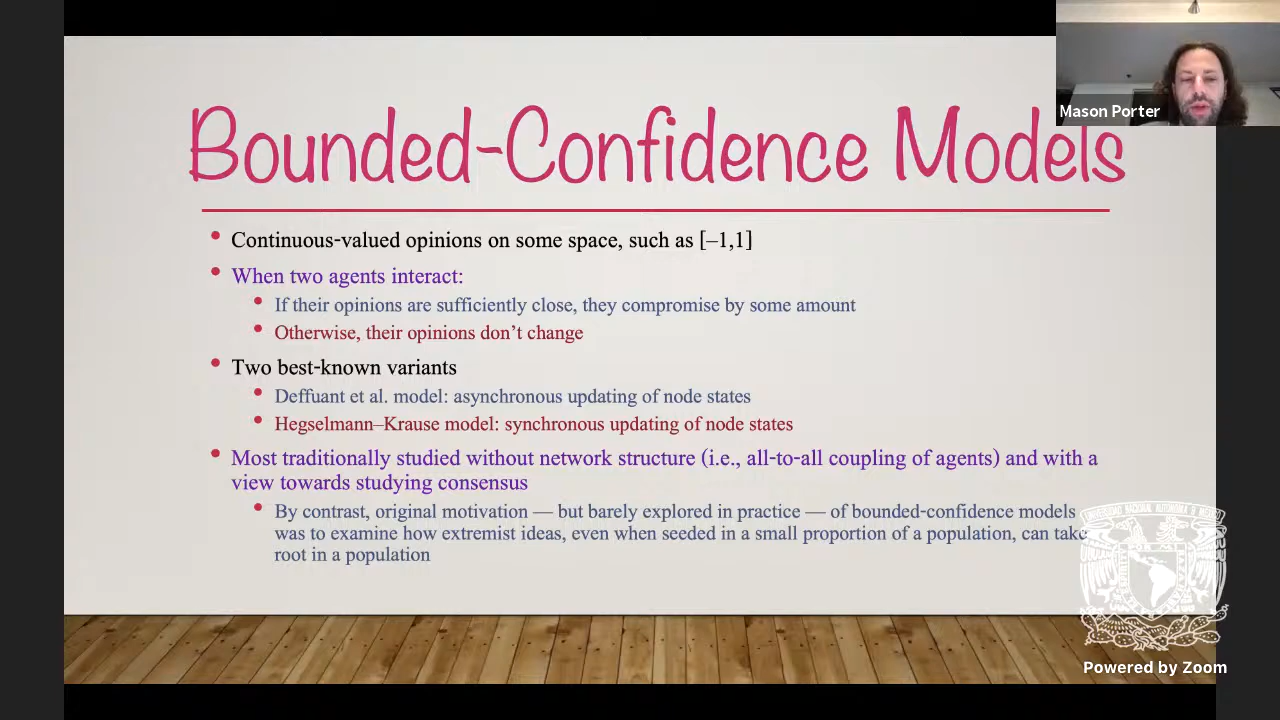 Mason Porter
Bounded-Confidence Models
• Continuous-valued opinions on some space, such as [–1,1]
• When two agents interact:
• If their opinions are sufficiently close, they compromise by some amount
• Otherwise, their opinions don’t change
• Two best-known variants
• Deffuant et al. model: asynchronous updating of node states
• Hegselmann–Krause model: synchronous updating of node states
• Most traditionally studied without network structure (i.e., all-to-all coupling of agents) and with a
view towards studying consensus
• By contrast, original motivation — but barely explored in practice — of bounded-confidence models
was to examine how extremist ideas, even when seeded in a small proportion of a population, can take
root in a population
Powered by Zoom